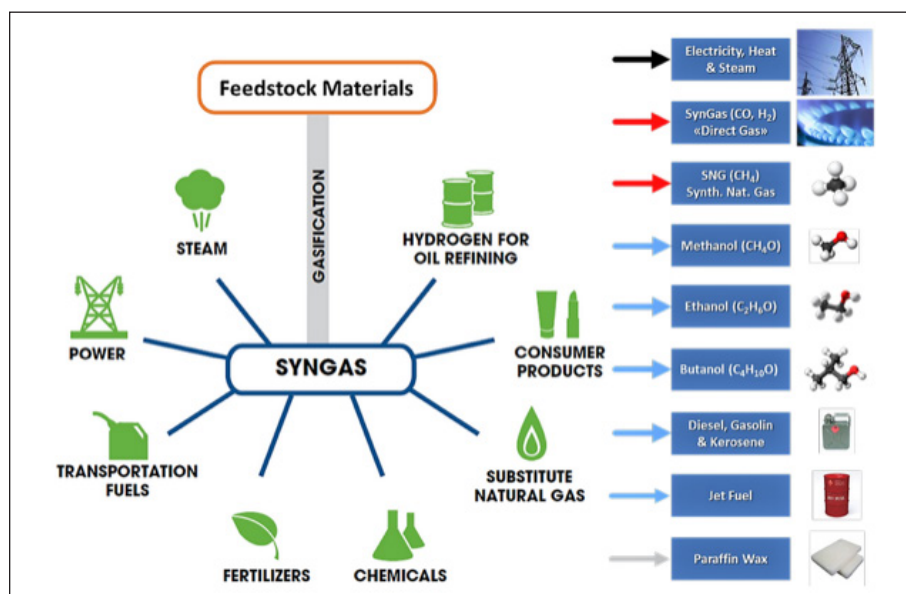 Feedstock Materials
GASIFICATION
STEAM
HYDROGEN FOR
OIL REFINING
POWER
SYNGAS
CONSUMER
PRODUCTS
TRANSPORTATION
FUELS
SUBSTITUTE
NATURAL GAS
FERTILIZERS
CHEMICALS
Electricity, Heat
& Steam
SynGas (CO, H₂)
«Direct Gas»
SNG (CH₄)
Synth. Nat. Gas
Methanol (CH₄O)
Ethanol (C₂H₆O)
Butanol (C₄H₁₀O)
Diesel, Gasolin
& Kerosene
Jet Fuel
Paraffin Wax